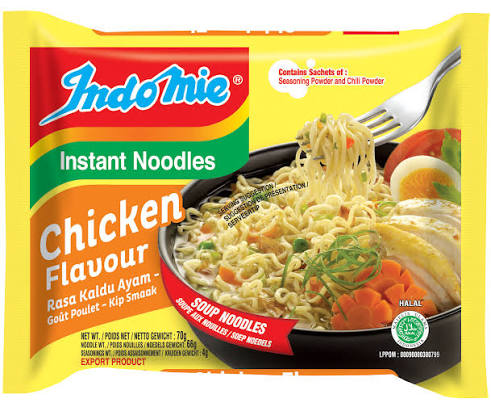 Indomie®
Contains Sachets of :
Seasoning Powder and Chili Powder
Instant Noodles
Chicken
Flavour
Rasa Kaldu Ayam –
Goût Poulet – Kip Smaak
SERVING SUGGESTION /
SUGGESTION DE PRESENTATION /
SERVEERTIP
SOUP NOODLES
SOUPE AUX NOUILLES / SOEP NOEDELS
NET WT. / POIDS NET / NETTO GEWICHT: 70g
NOODLE WT. / POIDS NOUILLES / NOEDELS GEWICHT: 66g
SEASONINGS WT. / POIDS ASSAISONNEMENT / KRUIDEN GEWICHT: 4g
EXPORT PRODUCT
HALAL
LPPOM : 00090000386799